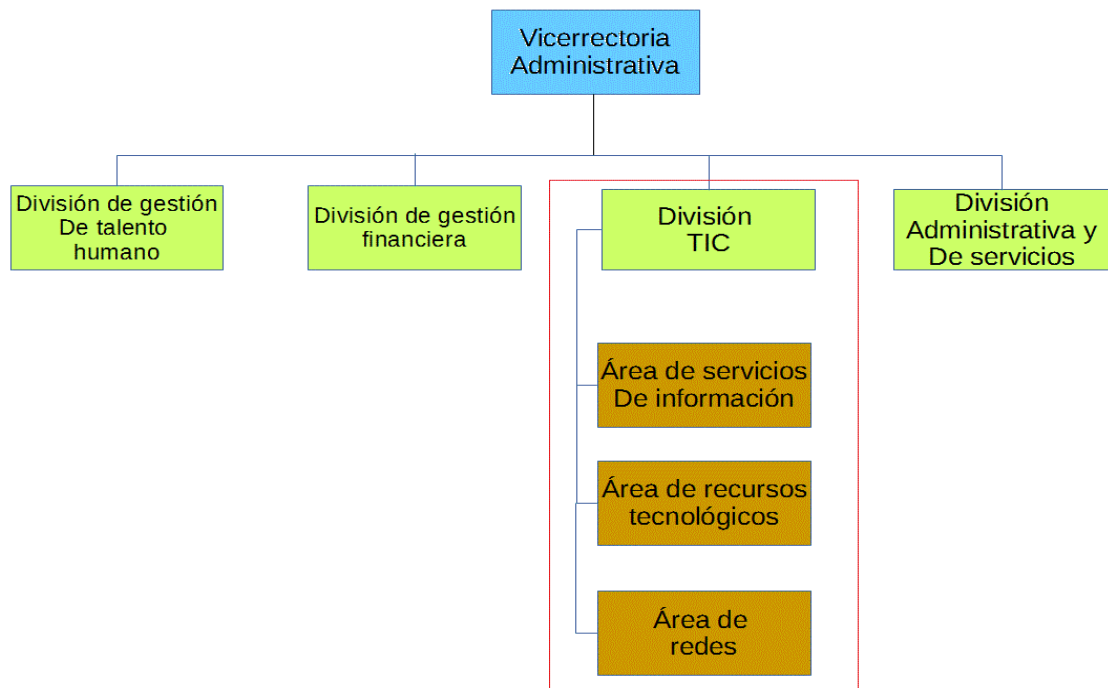 Vicerrectoria
Administrativa
División de gestión
De talento
humano
División de gestión
financiera
División
TIC
División
Administrativa y
De servicios
Área de servicios
De información
Área de recursos
tecnológicos
Área de
redes